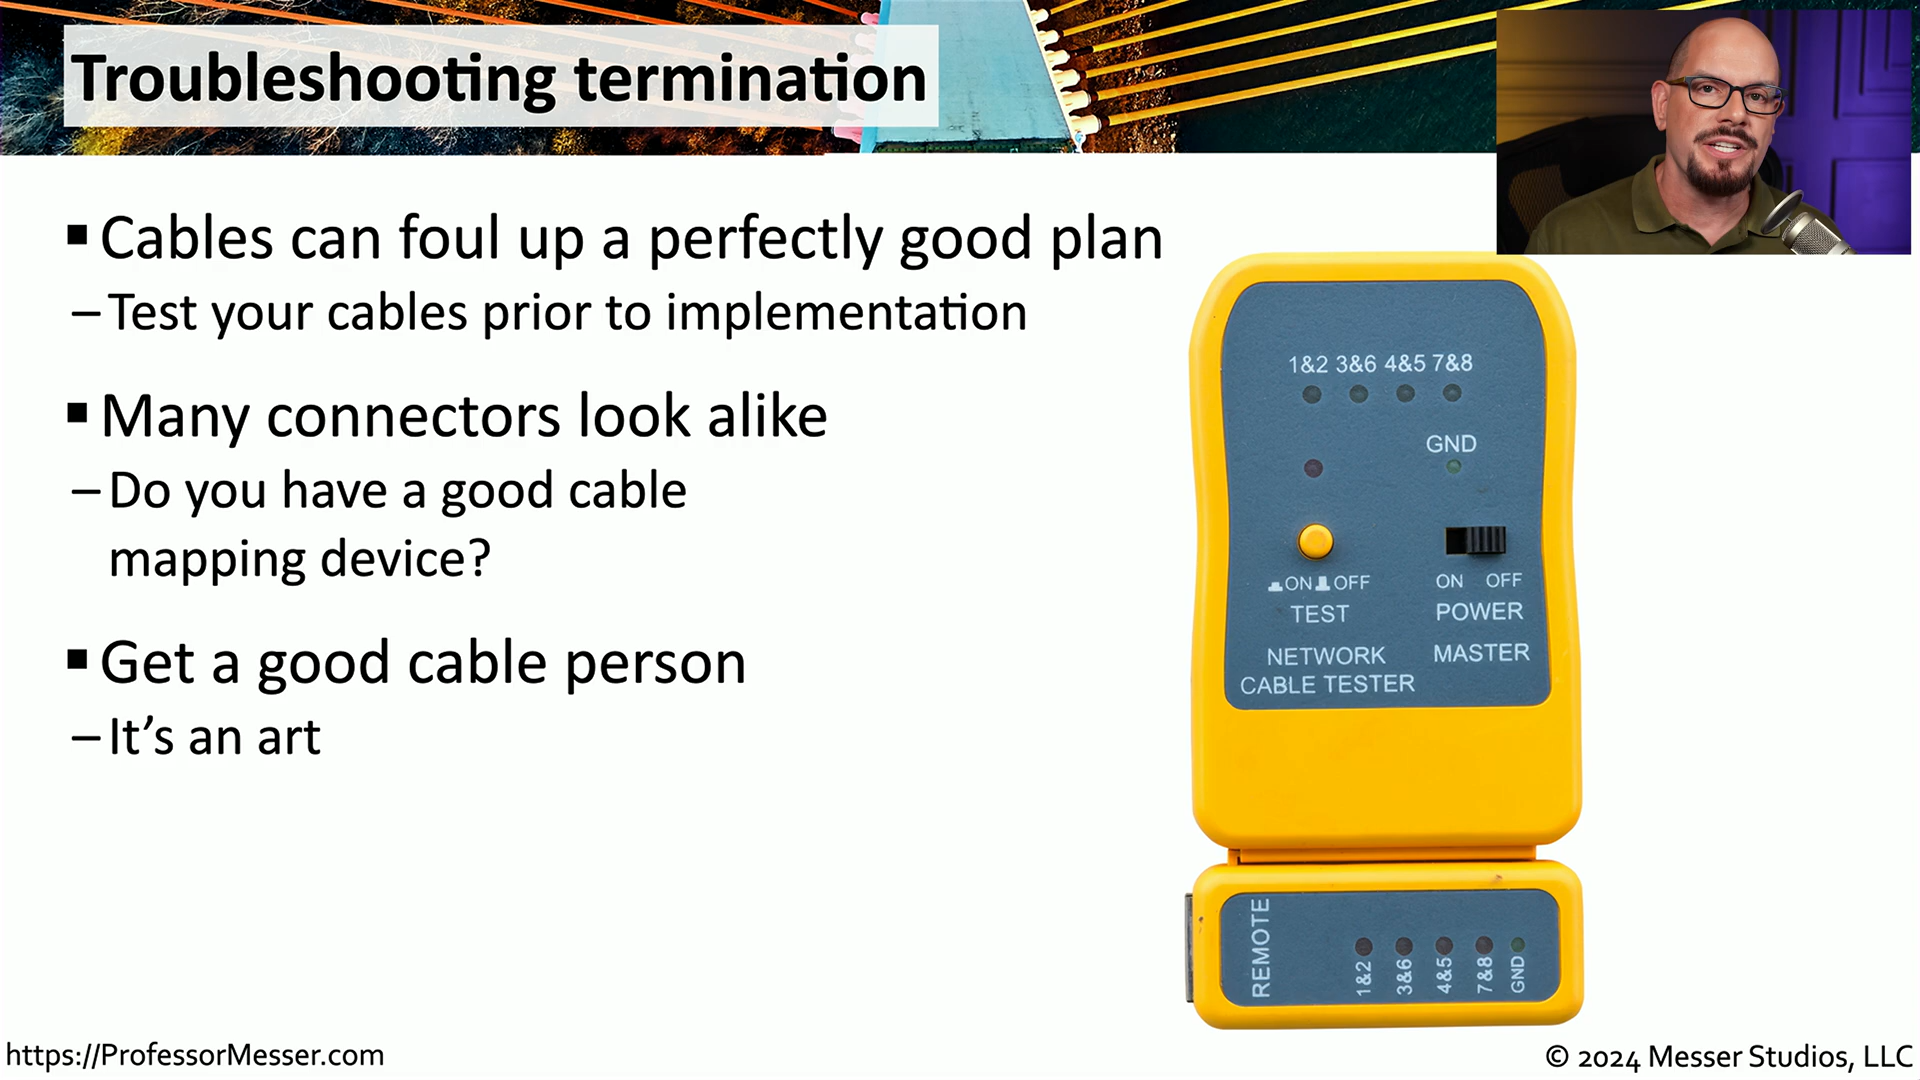 Troubleshooting termination
▪ Cables can foul up a perfectly good plan
– Test your cables prior to implementation
▪ Many connectors look alike
– Do you have a good cable
mapping device?
▪ Get a good cable person
– It's an art
1&2 3&6 4&5 7&8
GND
ON OFF
TEST
ON OFF
POWER
NETWORK
CABLE TESTER
MASTER
REMOTE
1&2
3&6
4&5
7&8
GND
https://ProfessorMesser.com
© 2024 Messer Studios, LLC